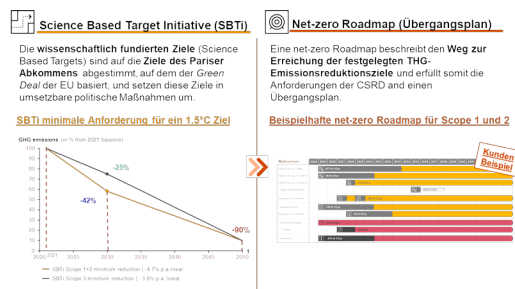 Science Based Target Initiative (SBTi)
Die wissenschaftlich fundierten Ziele (Science
Based Targets) sind auf die Ziele des Pariser
Abkommens abgestimmt, auf dem der Green
Deal der EU basiert, und setzen diese Ziele in
umsetzbare politische Maßnahmen um.
SBTi minimale Anforderung für ein 1.5°C Ziel
GHG emissions (in % from 2021 baseline)
100
90
80
70
60
50
40
30
20
10
0
-25%
-42%
-90%
2020 2021
2030
2040
2050
t
SBTi Scope 1+2 minimum reduction | 4.7% p.a. linear
SBTi Scope 3 minimum reduction | 3.8% p.a. linear
Net-zero Roadmap (Übergangsplan)
Eine net-zero Roadmap beschreibt den Weg zur
Erreichung der festgelegten THG-
Emissionsreduktionsziele und erfüllt somit die
Anforderungen der CSRD an einen
Übergangsplan.
Beispielhafte net-zero Roadmap für Scope 1 und 2
Kunden
Beispiel